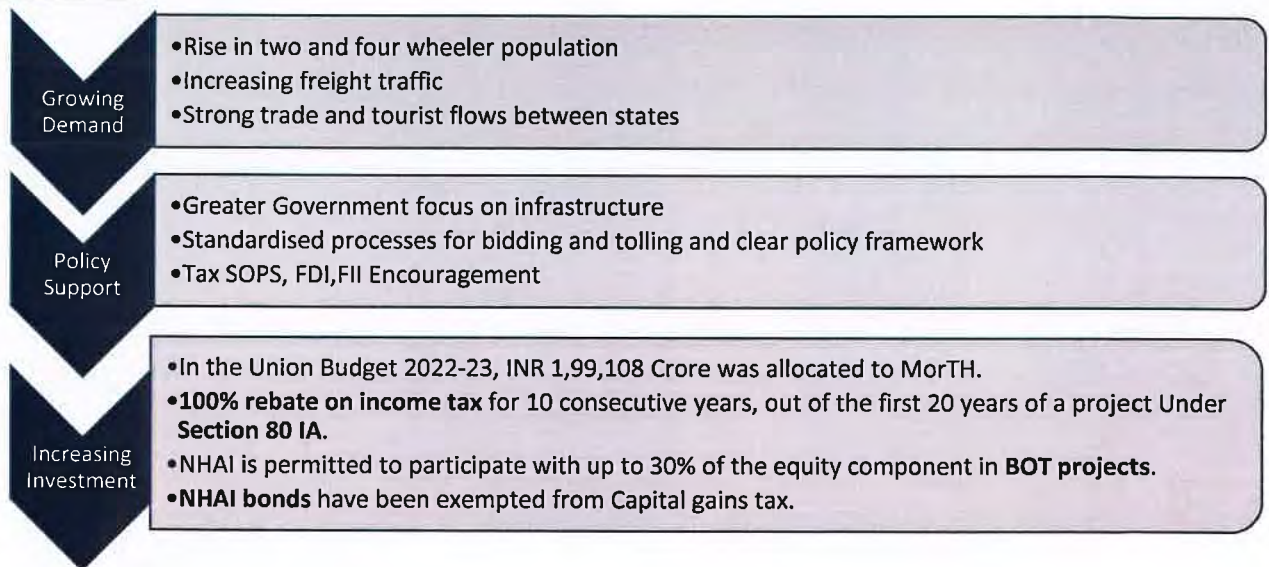 Growing
Demand
•Rise in two and four wheeler population
•Increasing freight traffic
•Strong trade and tourist flows between states
Policy
Support
•Greater Government focus on infrastructure
•Standardised processes for bidding and tolling and clear policy framework
•Tax SOPS, FDI,FII Encouragement
Increasing
Investment
•In the Union Budget 2022-23, INR 1,99,108 Crore was allocated to MorTH.
•100% rebate on income tax for 10 consecutive years, out of the first 20 years of a project Under
Section 80 IA.
•NHAI is permitted to participate with up to 30% of the equity component in BOT projects.
•NHAI bonds have been exempted from Capital gains tax.